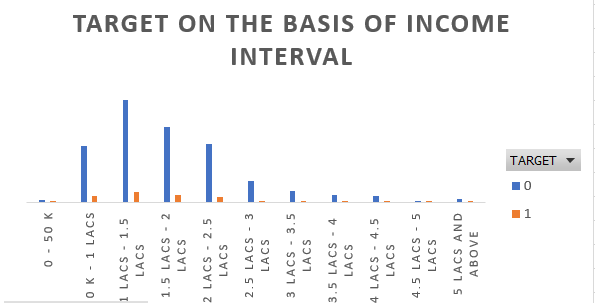 TARGET ON THE BASIS OF INCOME
INTERVAL
TARGET
0
1
0 - 50 K
0 K - 1 LACS
1 LACS - 1.5
LACS
1.5 LACS - 2
LACS
2 LACS - 2.5
LACS
2.5 LACS - 3
LACS
3 LACS - 3.5
LACS
3.5 LACS - 4
LACS
4 LACS - 4.5
LACS
4.5 LACS - 5
LACS
5 LACS AND
ABOVE